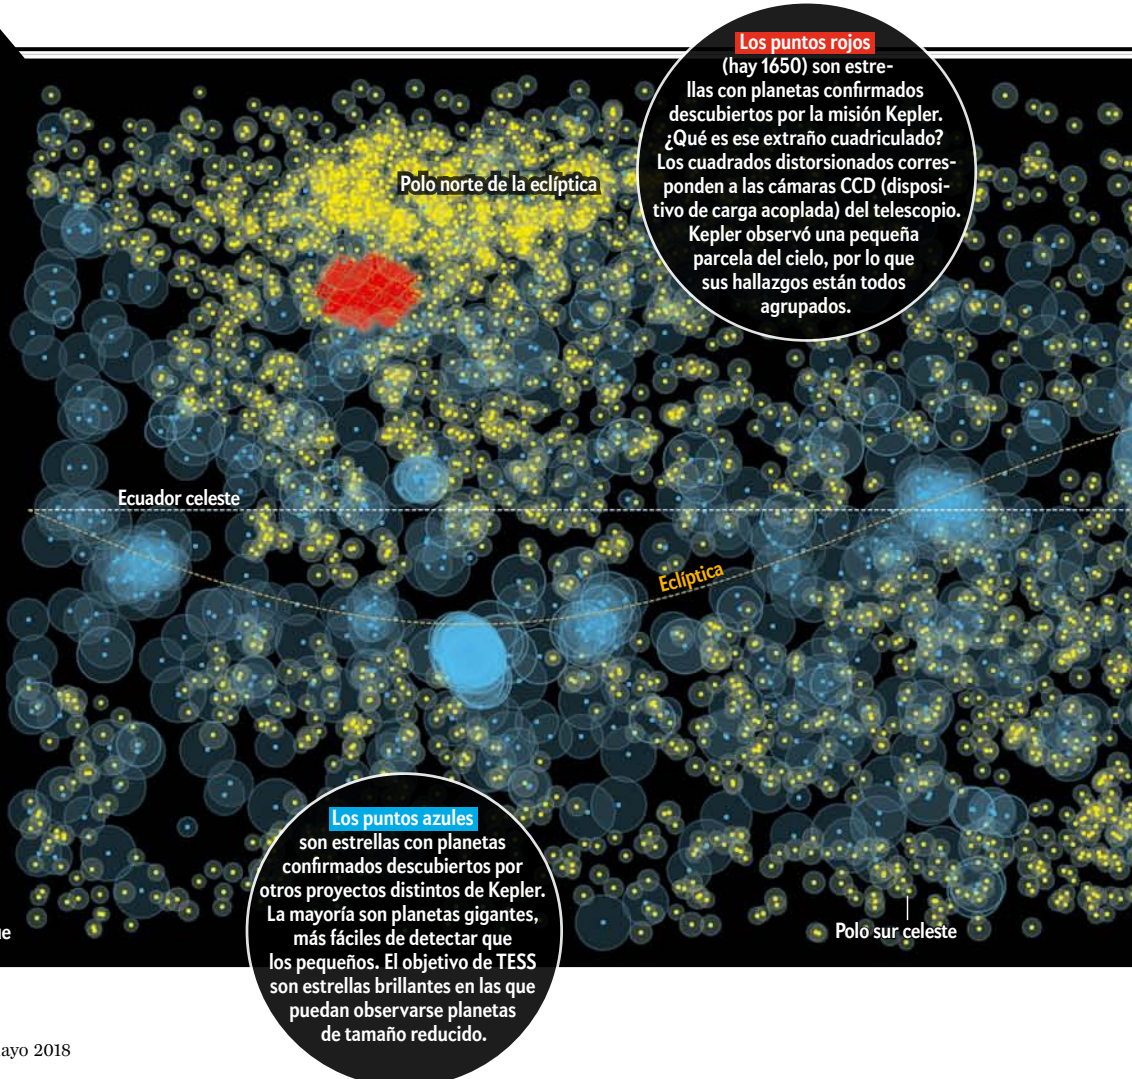 Los puntos rojos
(hay 1650) son estre-
llas con planetas confirmados
descubiertos por la misión Kepler.
¿Qué es ese extraño cuadriculado?
Los cuadrados distorsionados corres-
ponden a las cámaras CCD (disposi-
tivo de carga acoplada) del telescopio.
Kepler observó una pequeña
parcela del cielo, por lo que
sus hallazgos están todos
agrupados.
Polo norte de la eclíptica
Ecuador celeste
Eclíptica
Los puntos azules
son estrellas con planetas
confirmados descubiertos por
otros proyectos distintos de Kepler.
La mayoría son planetas gigantes,
más fáciles de detectar que
los pequeños. El objetivo de TESS
son estrellas brillantes en las que
puedan observarse planetas
de tamaño reducido.
Polo sur celeste
2018